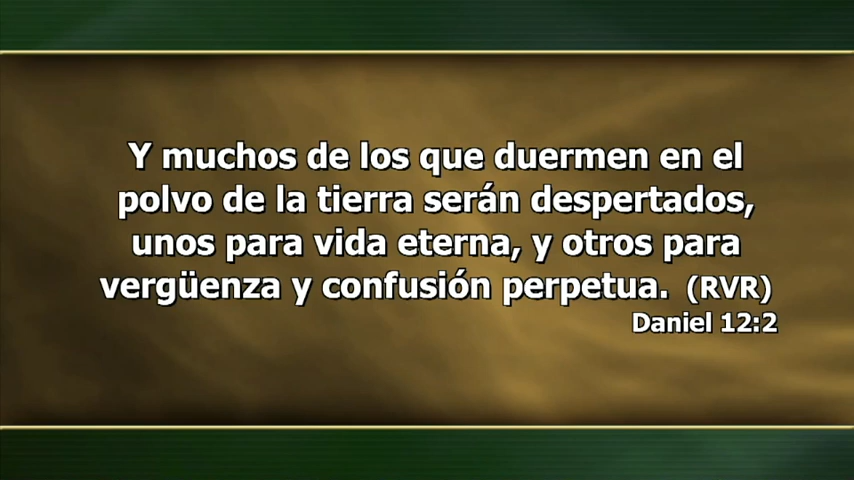 Y muchos de los que duermen en el
polvo de la tierra serán despertados,
unos para vida eterna, y otros para
vergüenza y confusión perpetua. (RVR)
Daniel 12:2